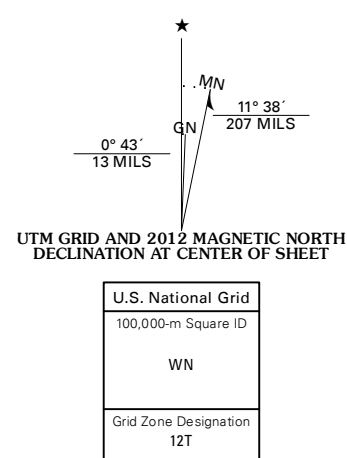 ★
MN
GN
11° 38´
207 MILS
0° 43´
13 MILS
UTM GRID AND 2012 MAGNETIC NORTH
DECLINATION AT CENTER OF SHEET
U.S. National Grid
100,000-m Square ID
WN
Grid Zone Designation
12T